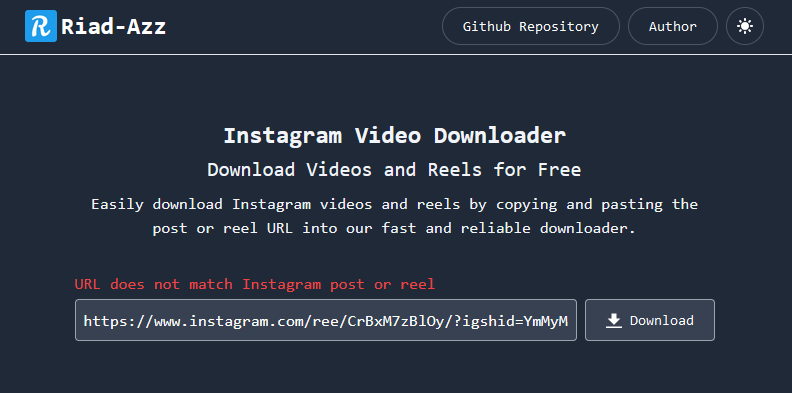 R Riad-Azz
Github Repository
Author
Instagram Video Downloader
Download Videos and Reels for Free
Easily download Instagram videos and reels by copying and pasting the
post or reel URL into our fast and reliable downloader.
URL does not match Instagram post or reel
https://www.instagram.com/ree/CrBxM7zBlOy/?igshid=YmMyM
Download